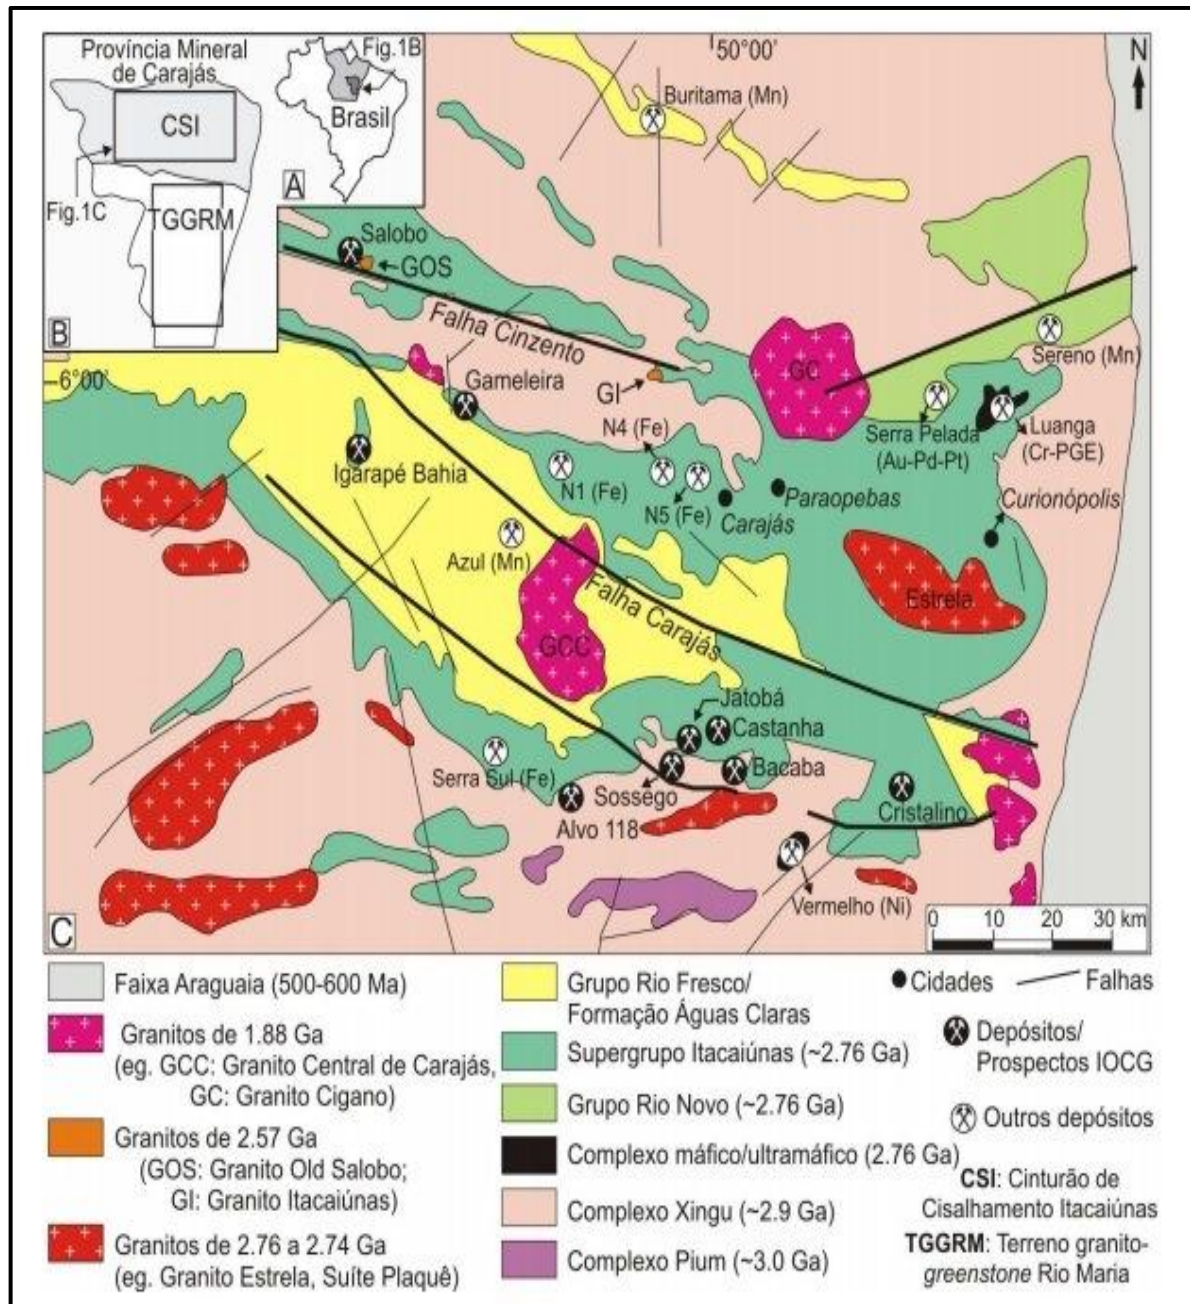 Província Mineral
de Carajás
CSI
Fig.1C
TGGRM
B
Fig.1B
Brasil
A
50°00'
N
Buritama (Mn)
Salobo
GOS
Falha Cinzento
6°00'
Gameleira
GI
GC
Sereno (Mn)
N4 (Fe)
Serra Pelada
(Au-Pd-Pt)
Luanga
(Cr-PGE)
Igarapé Bahia
N1 (Fe)
N5 (Fe)
Carajás
Paraopebas
Curionópolis
Azul (Mn)
Falha Carajás
Estrela
GCC
Jatobá
Castanha
Serra Sul (Fe)
Sossego
Bacaba
Alvo 118
Cristalino
Vermelho (Ni)
C
0 10 20 30 km
Faixa Araguaia (500-600 Ma)
Granitos de 1.88 Ga
(eg. GCC: Granito Central de Carajás,
GC: Granito Cigano)
Granitos de 2.57 Ga
(GOS: Granito Old Salobo;
GI: Granito Itacaiúnas)
Granitos de 2.76 a 2.74 Ga
(eg. Granito Estrela, Suíte Plaquê)
Grupo Rio Fresco/
Formação Águas Claras
Supergrupo Itacaiúnas (~2.76 Ga)
Grupo Rio Novo (~2.76 Ga)
Complexo máfico/ultramáfico (2.76 Ga)
Complexo Xingu (~2.9 Ga)
Complexo Pium (~3.0 Ga)
Cidades
Falhas
Depósitos/
Prospectos IOCG
Outros depósitos
CSI: Cinturão de
Cisalhamento Itacaiúnas
TGGRM: Terreno granito-
greenstone Rio Maria